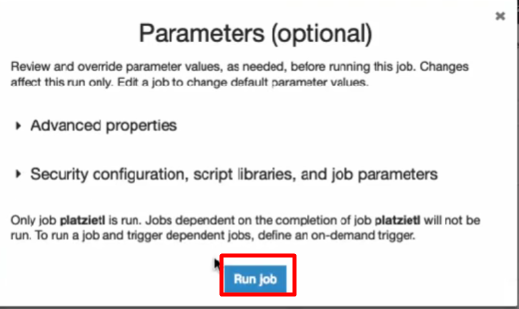 Parameters (optional)
Review and override parameter values, as needed, before running this job. Changes
affect this run only. Edit a job to change default parameter values.
Advanced properties
Security configuration, script libraries, and job parameters
Only job platzietl is run. Jobs dependent on the completion of job platzietl will not be
run. To run a job and trigger dependent jobs, define an on-demand trigger.
Run job